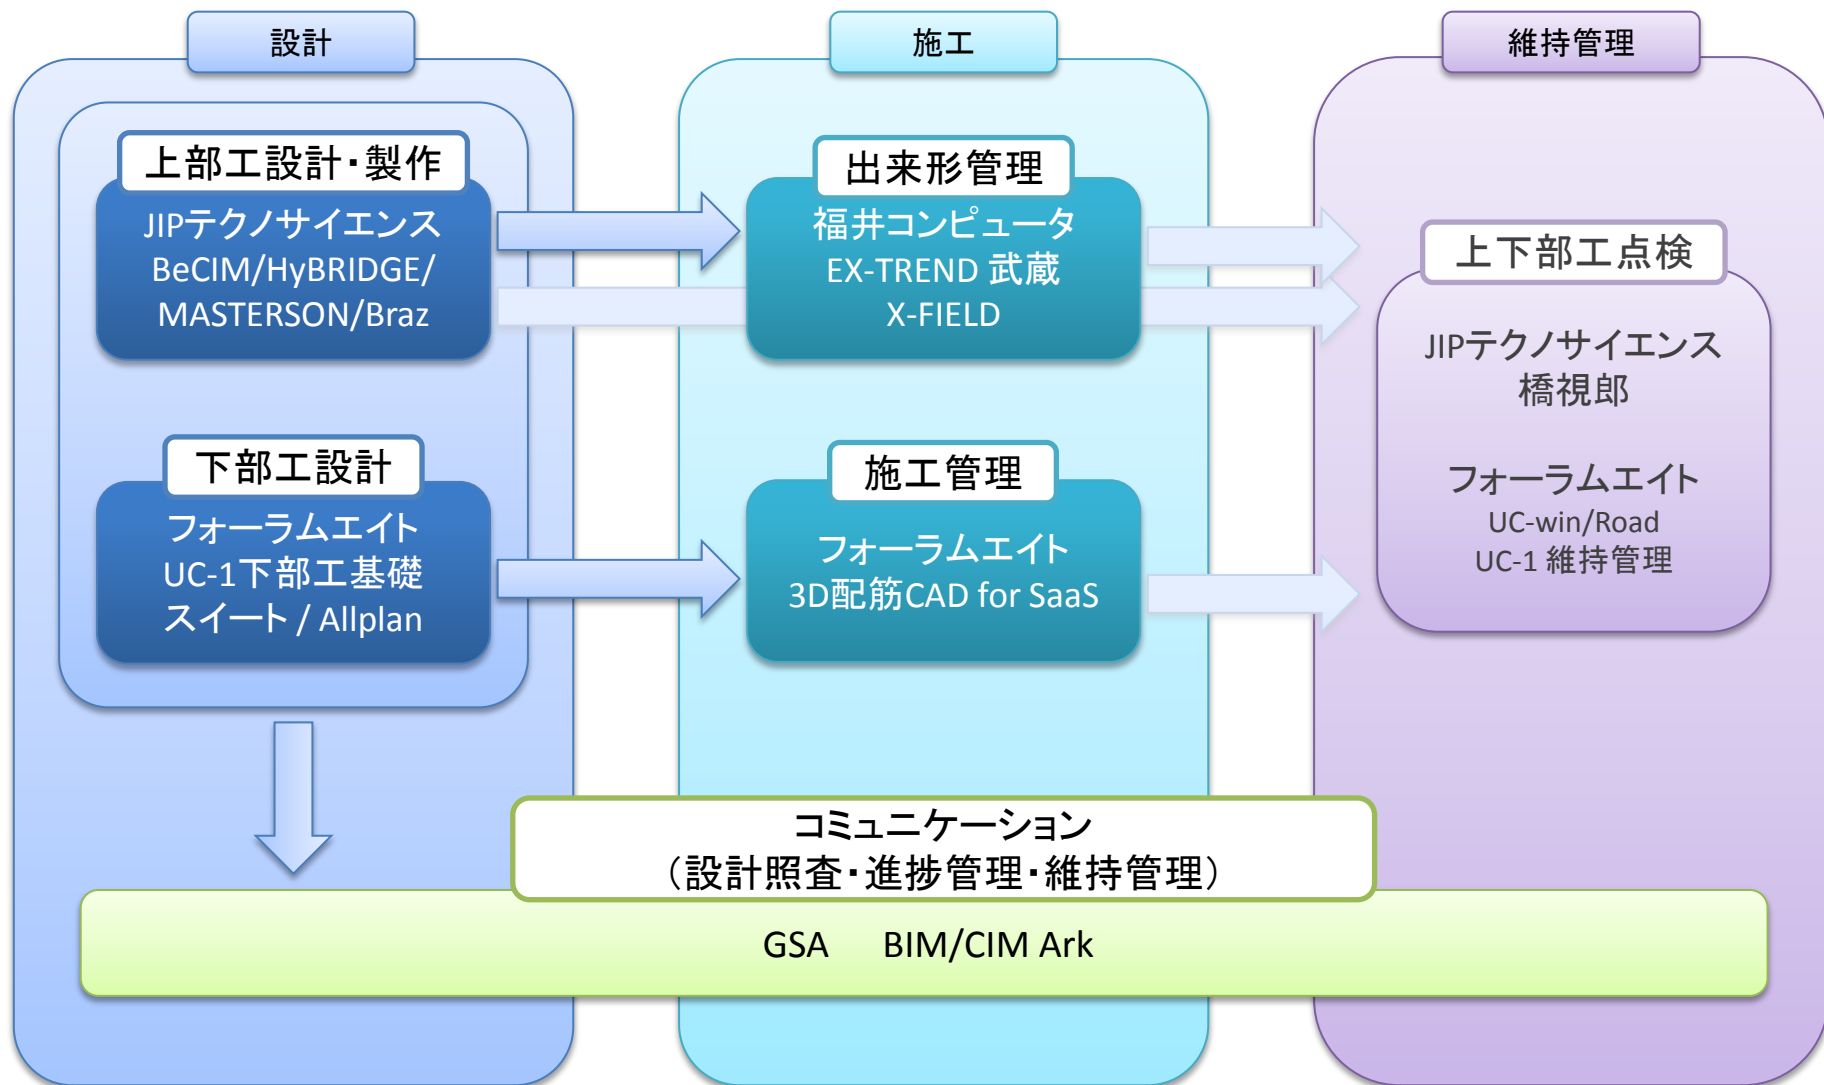 設計
施工
維持管理
上部工設計・製作
JIPテクノサイエンス
BeCIM/HyBRIDGE/
MASTERSON/Braz
下部工設計
フォーラムエイト
UC-1下部工基礎
スイート / Allplan
出来形管理
福井コンピュータ
EX-TREND 武蔵
X-FIELD
施工管理
フォーラムエイト
3D配筋CAD for SaaS
上下部工点検
JIPテクノサイエンス
橋視郎
フォーラムエイト
UC-win/Road
UC-1 維持管理
コミュニケーション
（設計照査・進捗管理・維持管理）
GSA BIM/CIM Ark